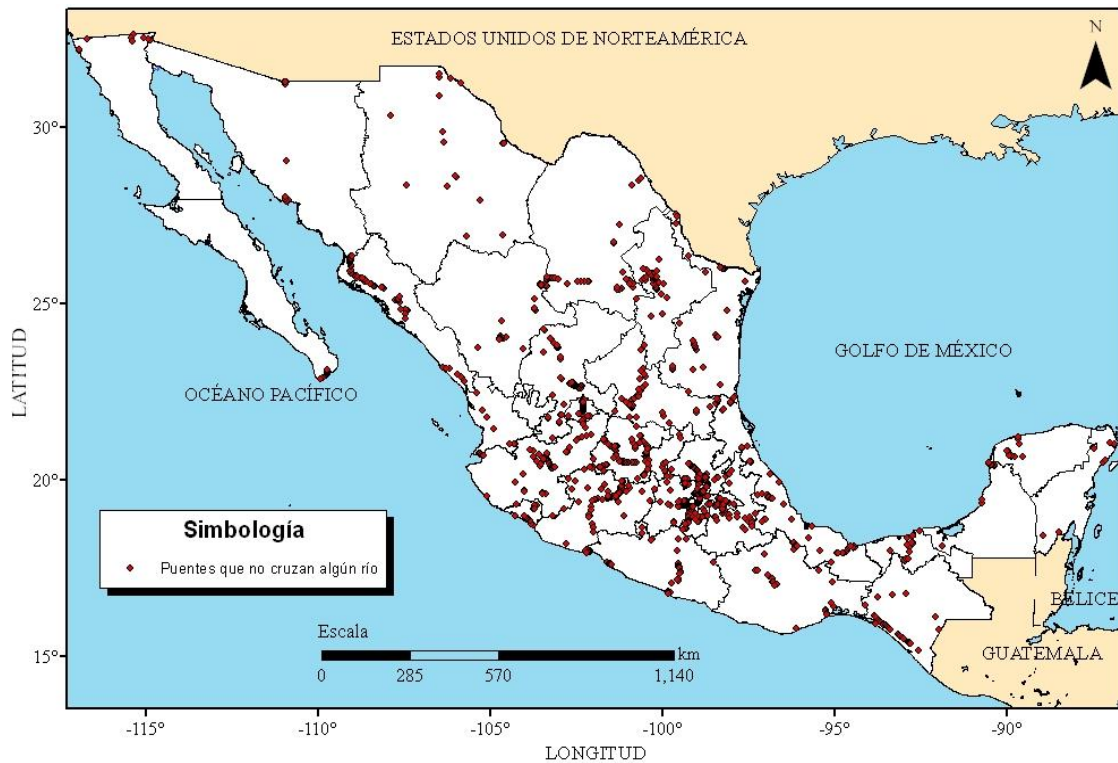 ESTADOS UNIDOS DE NORTEAMÉRICA
N
30°
25°
GOLFO DE MÉXICO
LATITUD
OCÉANO PACÍFICO
20°
Simbología
Puentes que no cruzan algún río
BELICE
Escala
km
0 285 570 1,140
GUATEMALA
15°
-115° -110° -105° -100° -95° -90°
LONGITUD